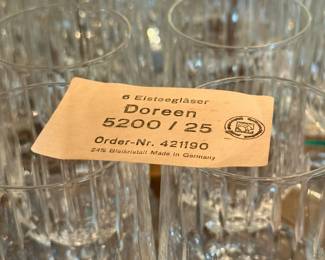 6 Eisteegläser
Doreen
5200 / 25
Order-Nr. 421190
24% Bleikristall Made in Germany